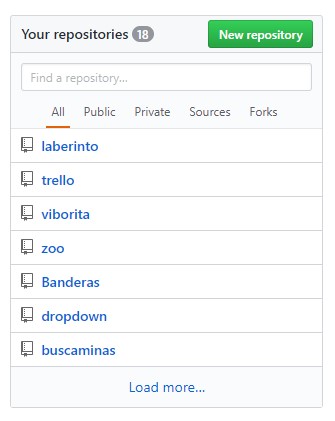 Your repositories 18 New repository
Find a repository...
All Public Private Sources Forks
laberinto
trello
viborita
zoo
Banderas
dropdown
buscaminas
Load more...